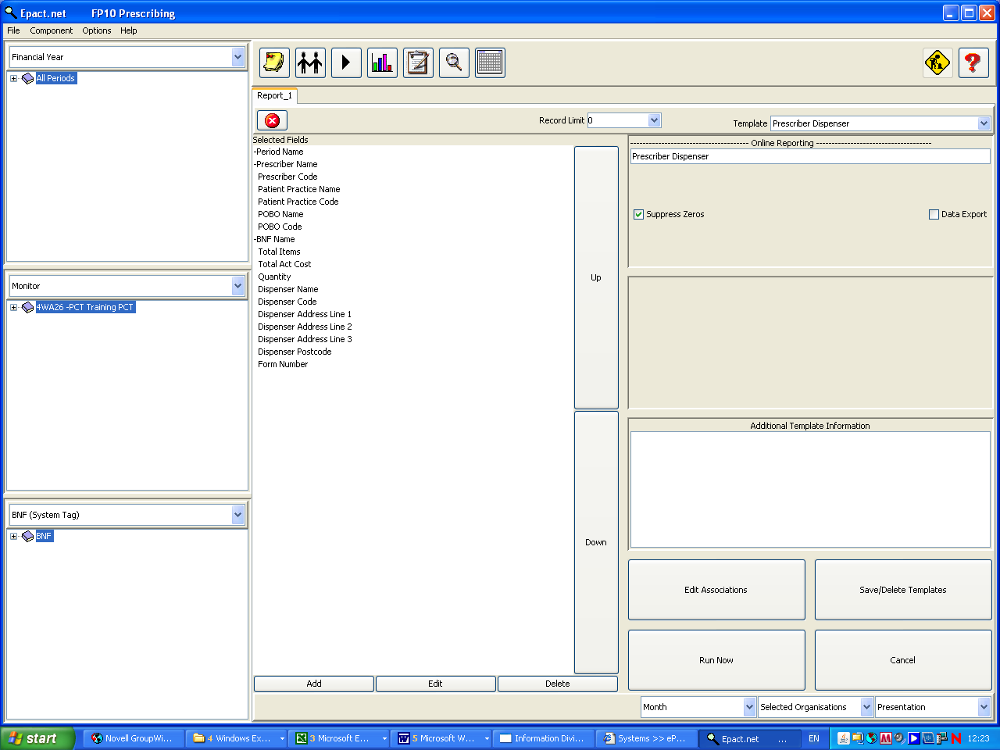 Epact.net FP10 Prescribing
File Component Options Help
Financial Year
All Periods
Monitor
4WA26 -PCT Training PCT
BNF (System Tag)
BNF
Report_1
Record Limit 0
Template Prescriber Dispenser
Selected Fields
-Period Name
-Prescriber Name
Prescriber Code
Patient Practice Name
Patient Practice Code
POBO Name
POBO Code
-BNF Name
Total Items
Total Act Cost
Quantity
Dispenser Name
Dispenser Code
Dispenser Address Line 1
Dispenser Address Line 2
Dispenser Address Line 3
Dispenser Postcode
Form Number
Up
Down
Add Edit Delete
Online Reporting
Prescriber Dispenser
Suppress Zeros Data Export
Additional Template Information
Edit Associations Save/Delete Templates
Run Now Cancel
Month Selected Organisations Presentation
start Novell GroupWi... 4 Windows Ex... 3 Microsoft E... 5 Microsoft W... Information Divi... Systems >> eP... Epact.net ... EN 12:23